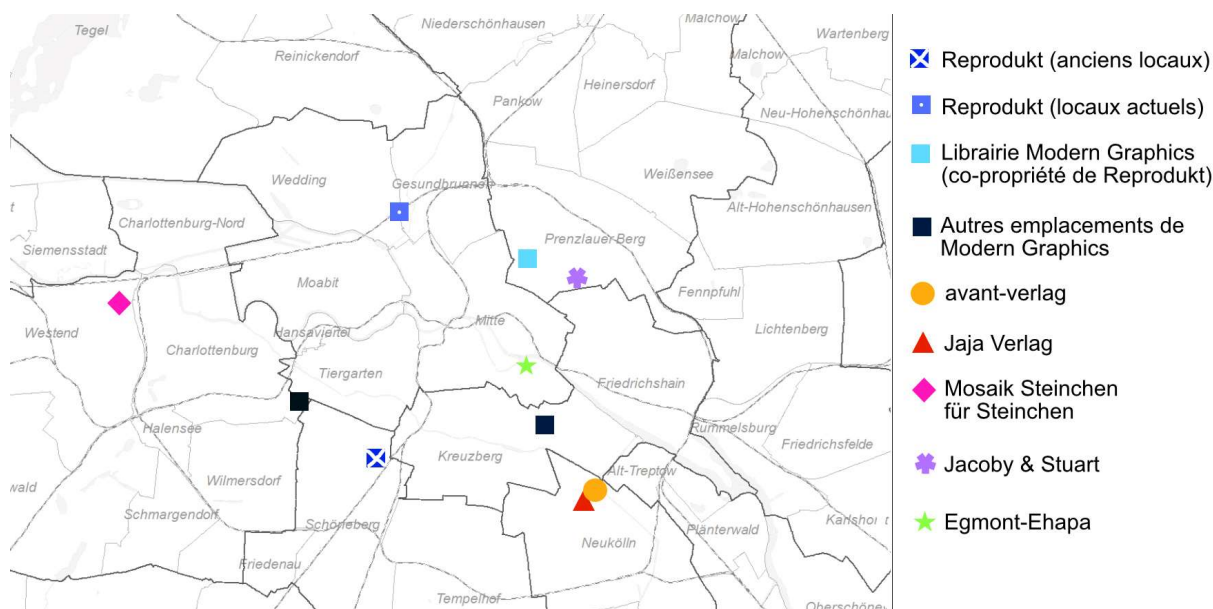 Tegel
Niederschönhausen
Malchow
Wartenberg
Reinickendorf
Malchow
Heinersdorf
Pankow
Neu-Hohenschönhau
Wedding
Gesundbrunnen
Weißensee
Charlottenburg-Nord
Alt-Hohenschönhausen
Siemensstadt
Prenzlauer Berg
Moabit
Fennpfuhl
Westend
Hansaviertel
Mitte
Lichtenberg
Charlottenburg
Tiergarten
Friedrichshain
Halensee
Rummelsburg
Friedrichsfelde
Kreuzberg
Alt-Treptow
wald
Wilmersdorf
Schmargendorf
Schöneberg
Plänterwald
Karlshorst
Neukölln
Friedenau
Tempelhof
Oberschöne
Reprodukt (anciens locaux)
Reprodukt (locaux actuels)
Librairie Modern Graphics
(co-propriété de Reprodukt)
Autres emplacements de
Modern Graphics
avant-verlag
Jaja Verlag
Mosaik Steinchen
für Steinchen
Jacoby & Stuart
Egmont-Ehapa